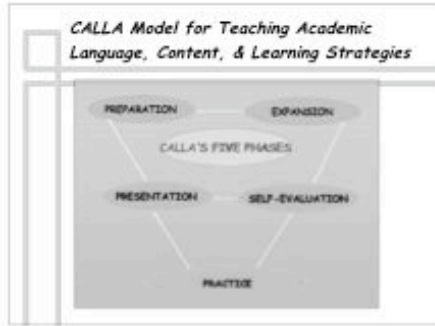 CALLA Model for Teaching Academic
Language, Content, & Learning Strategies
PREPARATION
EXPANSION
CALLA'S FIVE PHASES
PRESENTATION
SELF-EVALUATION
PRACTICE